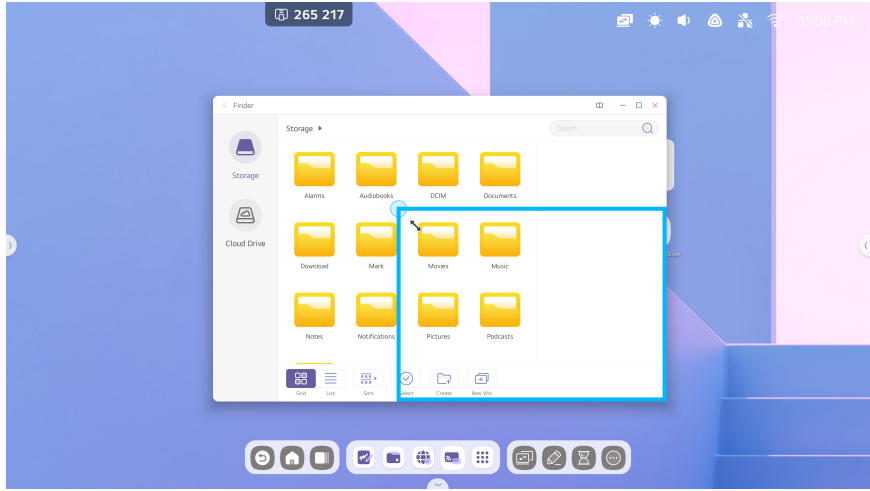 265 217
05:00 PM
Finder
Storage
Search
Storage
Cloud Drive
Alarms
Audiobooks
DCIM
Documents
Download
Mark
Movies
Music
Notes
Notifications
Pictures
Podcasts
Share
Grid
List
Sort
Select
Create
New Win